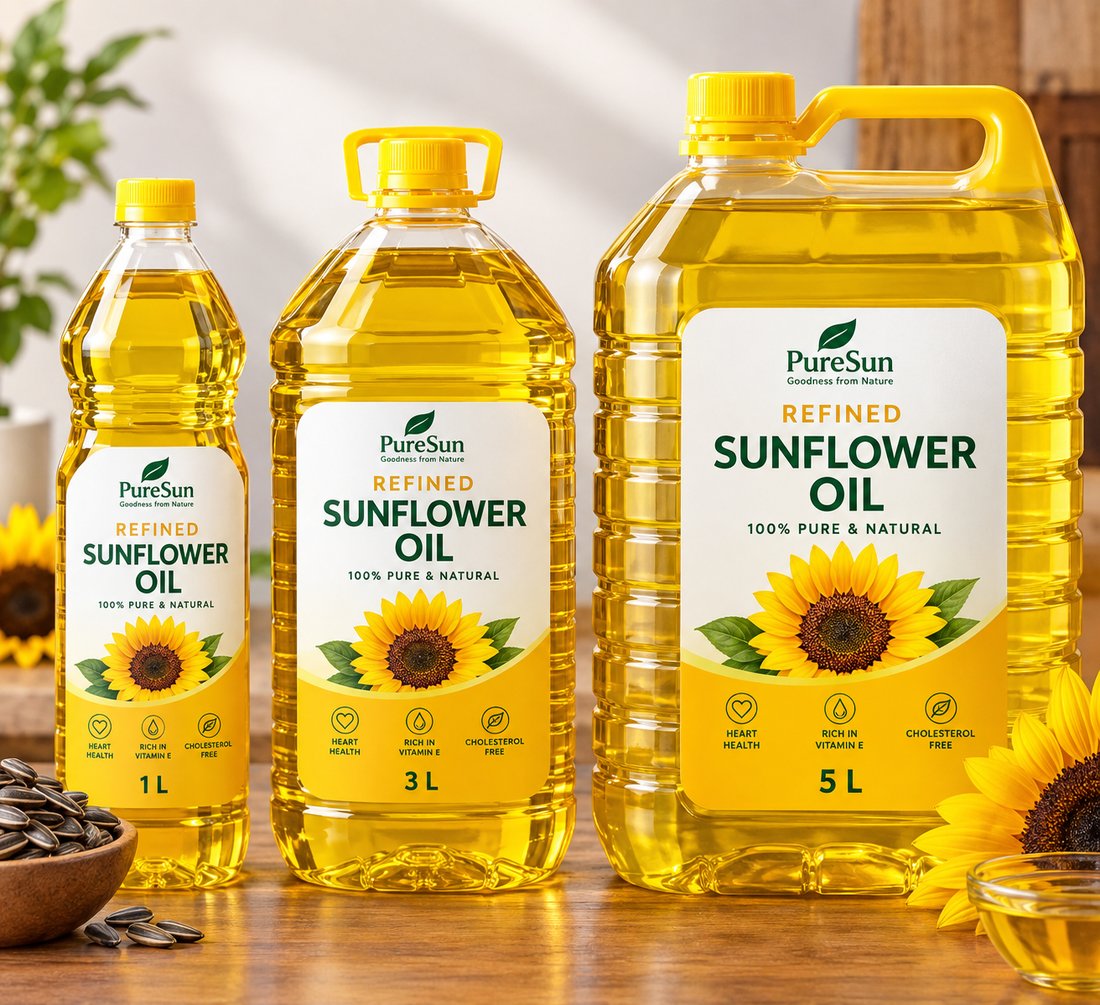 PureSun
Goodness from Nature
REFINED
SUNFLOWER
OIL
100% PURE & NATURAL
HEART
HEALTH
RICH IN
VITAMIN E
CHOLESTEROL
FREE
1 L
PureSun
Goodness from Nature
REFINED
SUNFLOWER
OIL
100% PURE & NATURAL
HEART
HEALTH
RICH IN
VITAMIN E
CHOLESTEROL
FREE
3 L
PureSun
Goodness from Nature
REFINED
SUNFLOWER
OIL
100% PURE & NATURAL
HEART
HEALTH
RICH IN
VITAMIN E
CHOLESTEROL
FREE
5 L